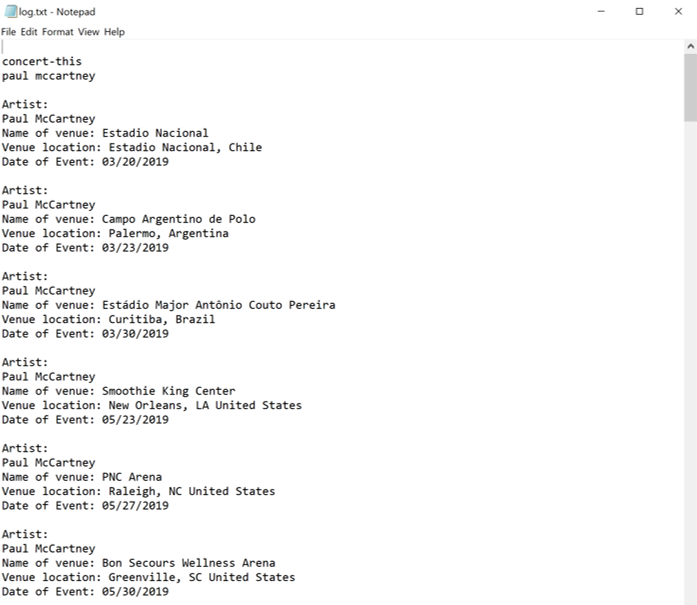 log.txt - Notepad
File Edit Format View Help
concert-this
paul mccartney
Artist:
Paul McCartney
Name of venue: Estadio Nacional
Venue location: Estadio Nacional, Chile
Date of Event: 03/20/2019
Artist:
Paul McCartney
Name of venue: Campo Argentino de Polo
Venue location: Palermo, Argentina
Date of Event: 03/23/2019
Artist:
Paul McCartney
Name of venue: Estádio Major Antônio Couto Pereira
Venue location: Curitiba, Brazil
Date of Event: 03/30/2019
Artist:
Paul McCartney
Name of venue: Smoothie King Center
Venue location: New Orleans, LA United States
Date of Event: 05/23/2019
Artist:
Paul McCartney
Name of venue: PNC Arena
Venue location: Raleigh, NC United States
Date of Event: 05/27/2019
Artist:
Paul McCartney
Name of venue: Bon Secours Wellness Arena
Venue location: Greenville, SC United States
Date of Event: 05/30/2019